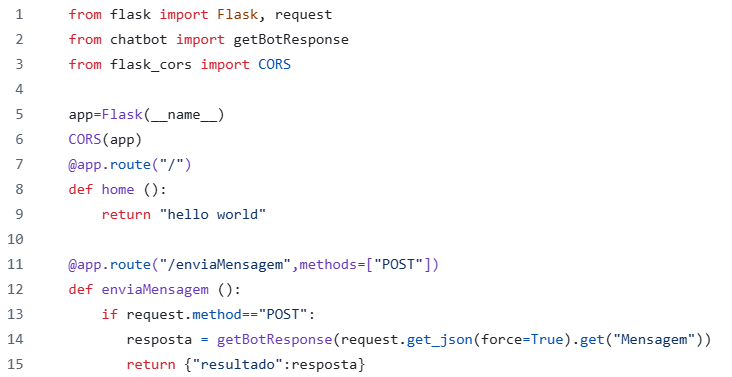 1 from flask import Flask, request
2 from chatbot import getBotResponse
3 from flask_cors import CORS
4
5 app=Flask(__name__)
6 CORS(app)
7 @app.route("/")
8 def home ():
9     return "hello world"
10
11 @app.route("/enviaMensagem",methods=["POST"])
12 def enviaMensagem ():
13     if request.method=="POST":
14        resposta = getBotResponse(request.get_json(force=True).get("Mensagem"))
15        return {"resultado":resposta}